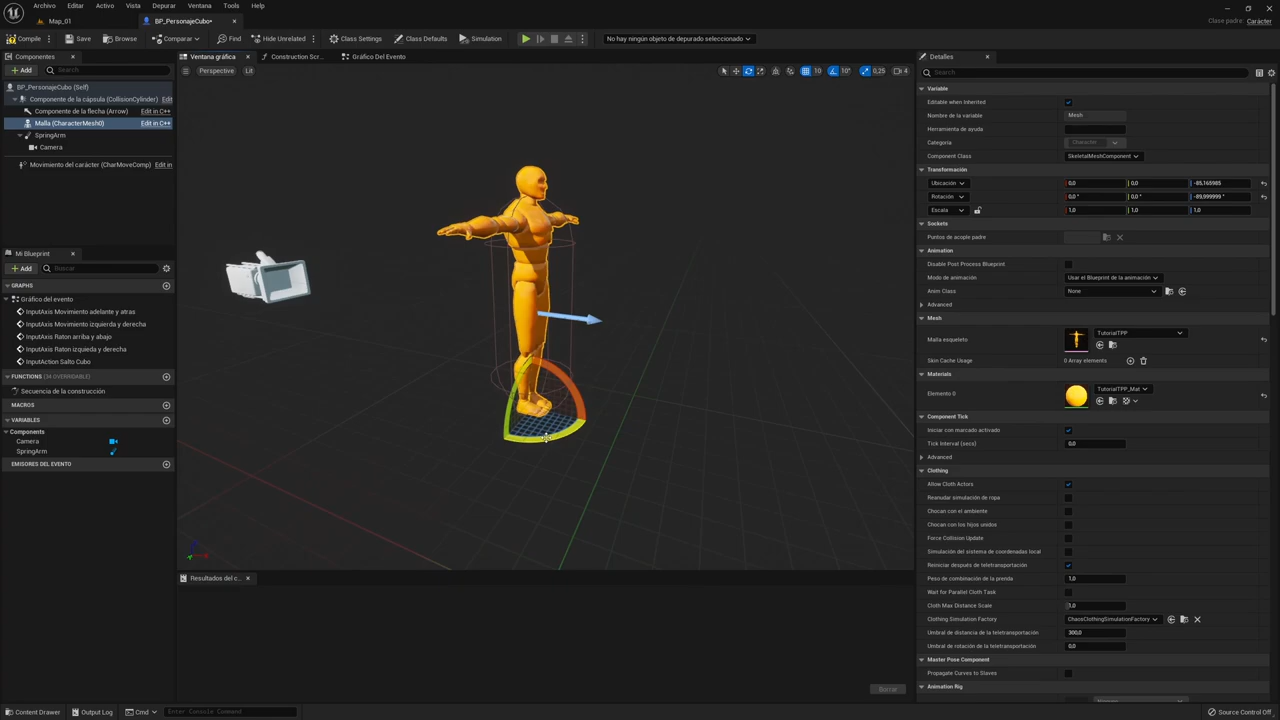 Archivo Editar Activo Ver Depurar Ventana Tools Help
Map_01 BP_PersonajeCubo•
Clase padre: Carácter
Compile Save Browse Comparar Find Hide Unrelated Class Settings Class Defaults Simulation No hay ningún objeto de depurado seleccionado
Componentes
Add Search
BP_PersonajeCubo (Self)
Componente de la cápsula (CollisionCylinder) Edit
Componente de la flecha (Arrow) Edit in C++
Malla (CharacterMesh0) Edit in C++
SpringArm
Camera
Movimiento del carácter (CharMoveComp) Edit in
Mi Blueprint
Add Buscar
GRAPHS
Gráfico del evento
InputAxis Movimiento adelante y atras
InputAxis Movimiento izquierda y derecha
InputAxis Raton arriba y abajo
InputAxis Raton izquieda y derecha
InputAction Salto Cubo
FUNCTIONS (34 OVERRIDABLE)
Secuencia de la construcción
MACROS
VARIABLES
Components
Camera
SpringArm
EMISORES DEL EVENTO
Ventana gráfica Construction Scr... Gráfico Del Evento
Perspective Lit 10 10° 0,25 4
Resultados del c...
Borrar
Detalles
Search
Variable
Editable when Inherited
Nombre de la variable Mesh
Herramienta de ayuda
Categoría Character
Component Class SkeletalMeshComponent
Transformación
Ubicación 0,0 0,0 -85,165985
Rotación 0,0 ° 0,0 ° -89,999999 °
Escala 1,0 1,0 1,0
Sockets
Puntos de acople padre
Animation
Disable Post Process Blueprint
Modo de animación Usar el Blueprint de la animación
Anim Class None
Advanced
Mesh
Malla esqueleto TutorialTPP
Skin Cache Usage 0 Array elements
Materials
Elemento 0 TutorialTPP_Mat
Component Tick
Iniciar con marcado activado
Tick Interval (secs) 0,0
Advanced
Clothing
Allow Cloth Actors
Reanudar simulación de ropa
Chocan con el ambiente
Chocan con los hijos unidos
Force Collision Update
Simulación del sistema de coordenadas local
Reiniciar después de teletransportación
Peso de combinación de la prenda 1,0
Wait for Parallel Cloth Task
Cloth Max Distance Scale 1,0
Clothing Simulation Factory ChaosClothingSimulationFactory
Umbral de distancia de la teletransportación 300,0
Umbral de rotación de la teletransportación 0,0
Master Pose Component
Propagate Curves to Slaves
Animation Rig
Content Drawer Output Log Cmd Enter Console Command Source Control Off